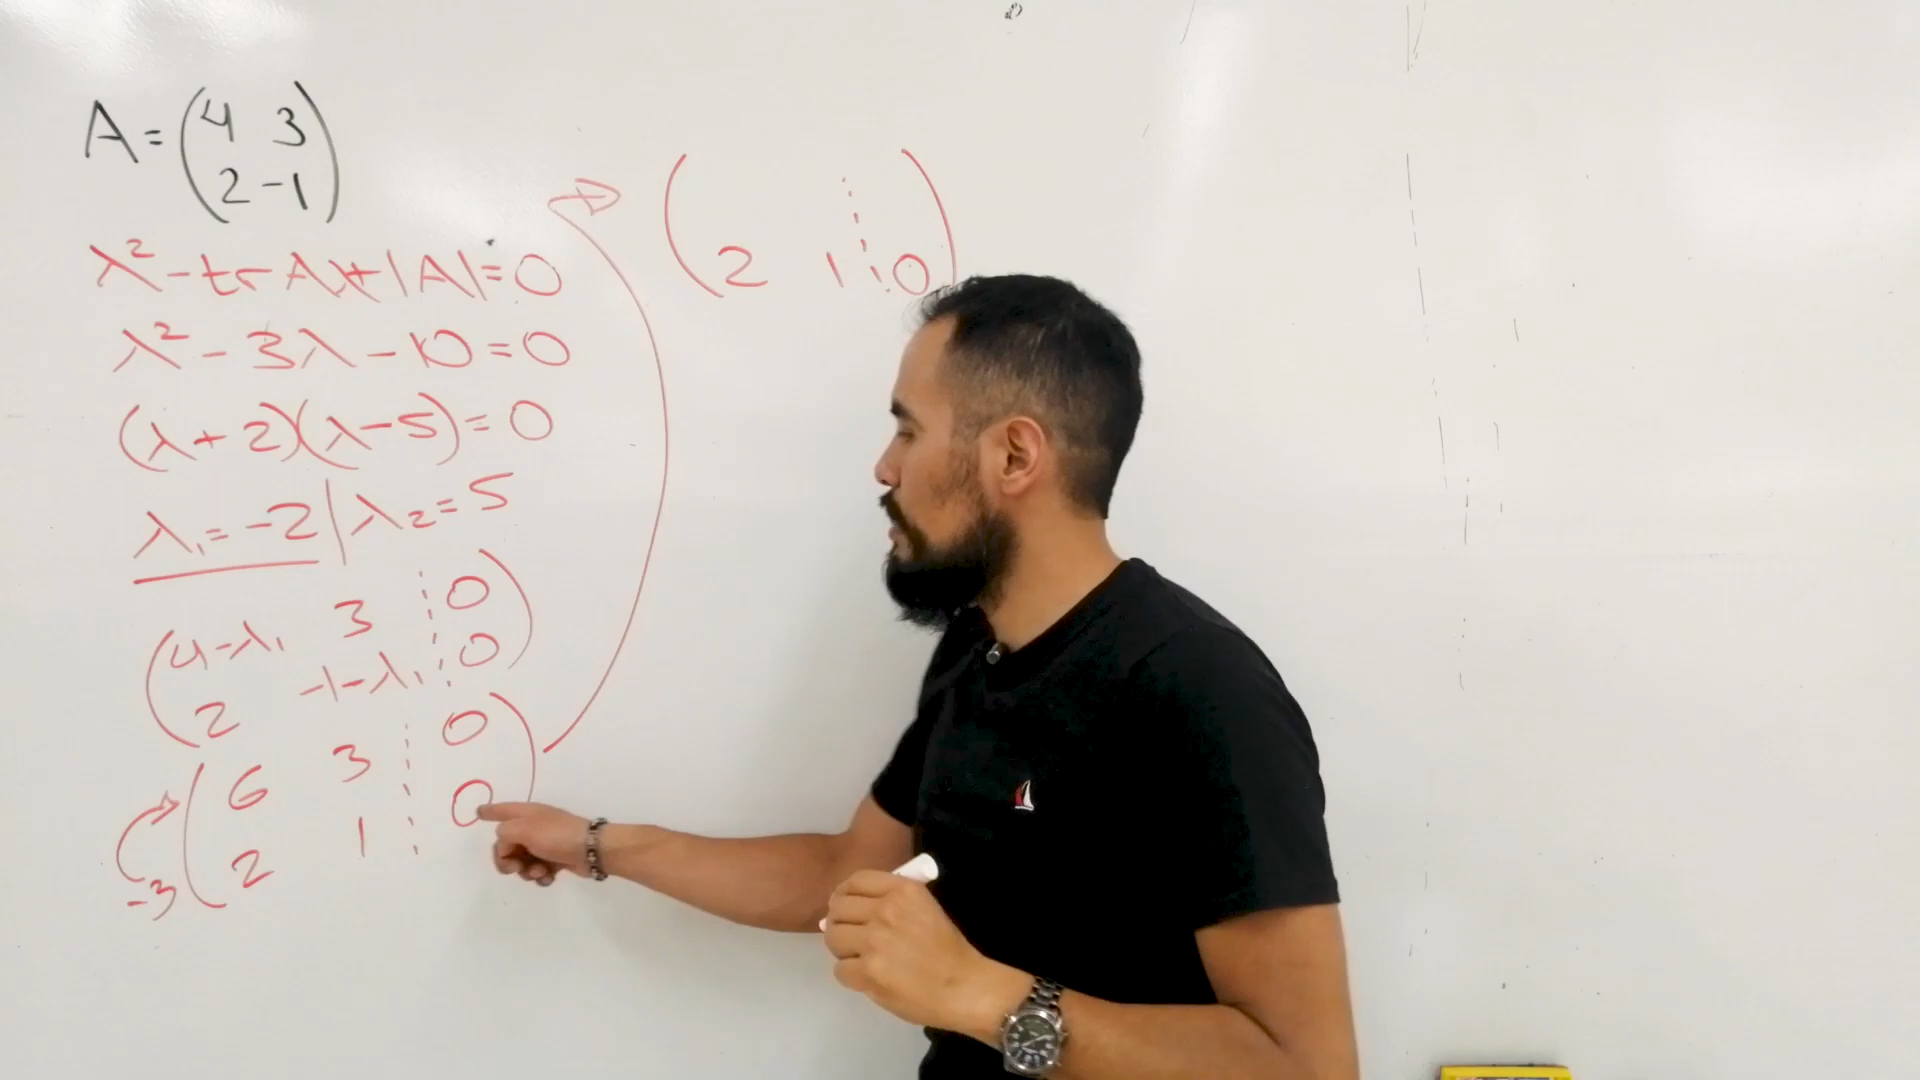 A = (4 3
2 -1)
λ² - tr Aλ + |A| = 0
λ² - 3λ - 10 = 0
(λ + 2)(λ - 5) = 0
λ₁ = -2 | λ₂ = 5
(4-λ₁ 3 ¦ 0
2 -1-λ₁ ¦ 0)
(6 3 ¦ 0
-3 2 1 ¦ 0)
( ¦
2 1 ¦ 0)